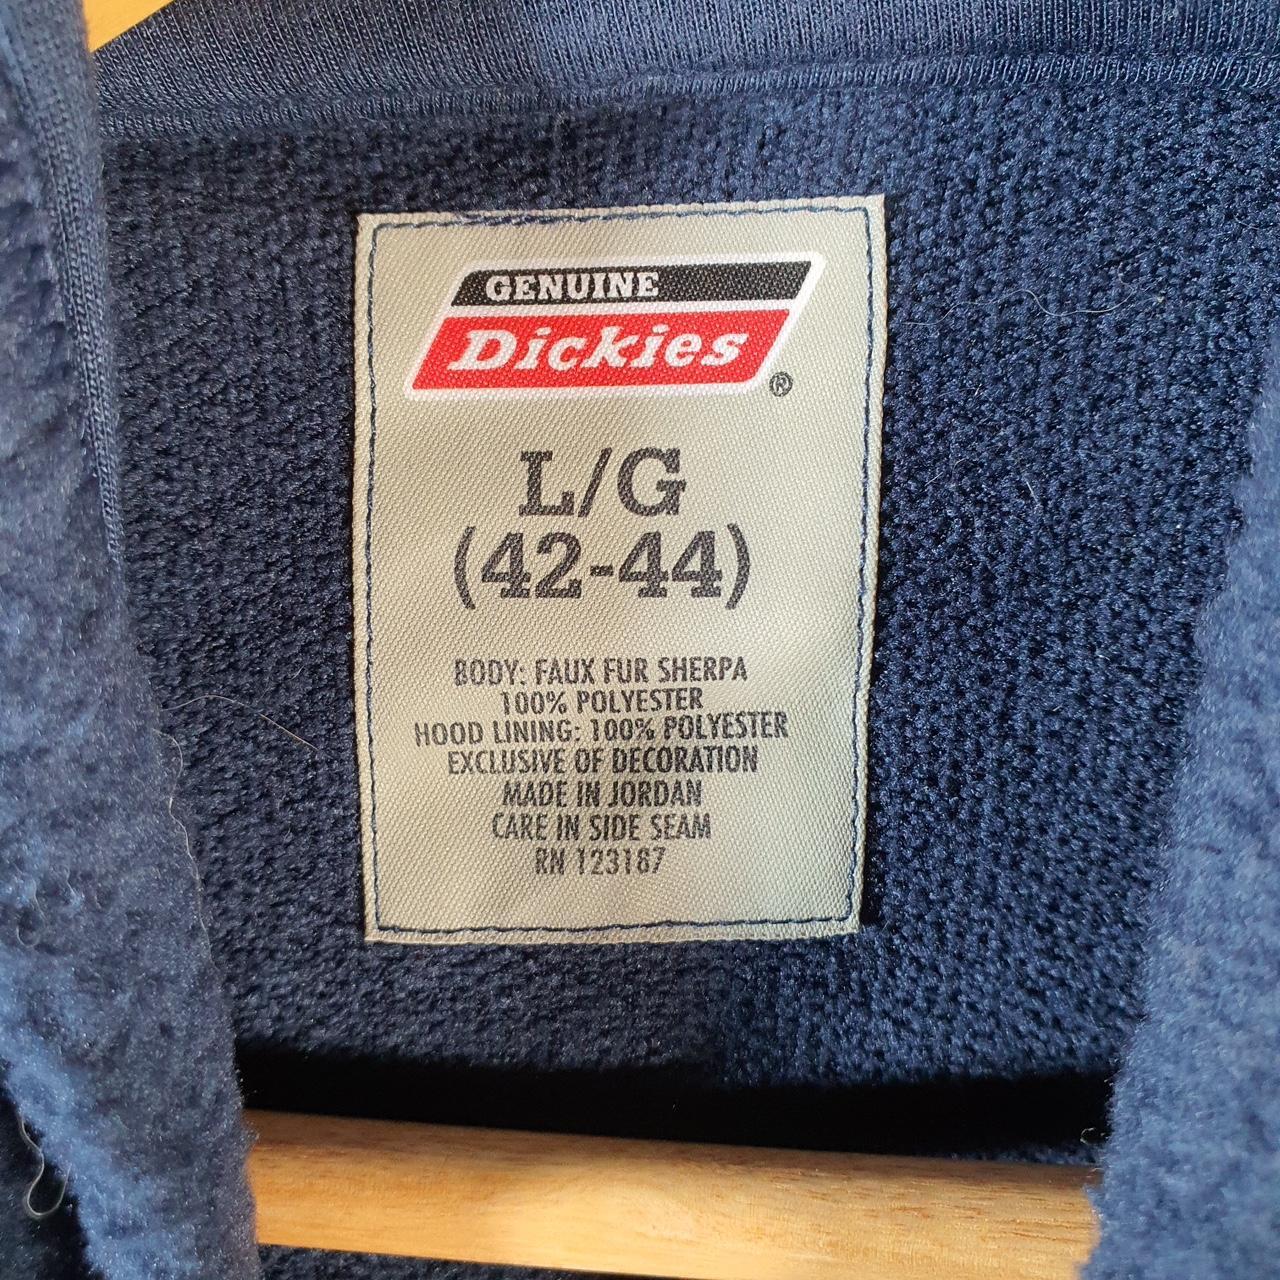 GENUINE
Dickies
®
L/G
(42-44)
BODY: FAUX FUR SHERPA
100% POLYESTER
HOOD LINING: 100% POLYESTER
EXCLUSIVE OF DECORATION
MADE IN JORDAN
CARE IN SIDE SEAM
RN 123187